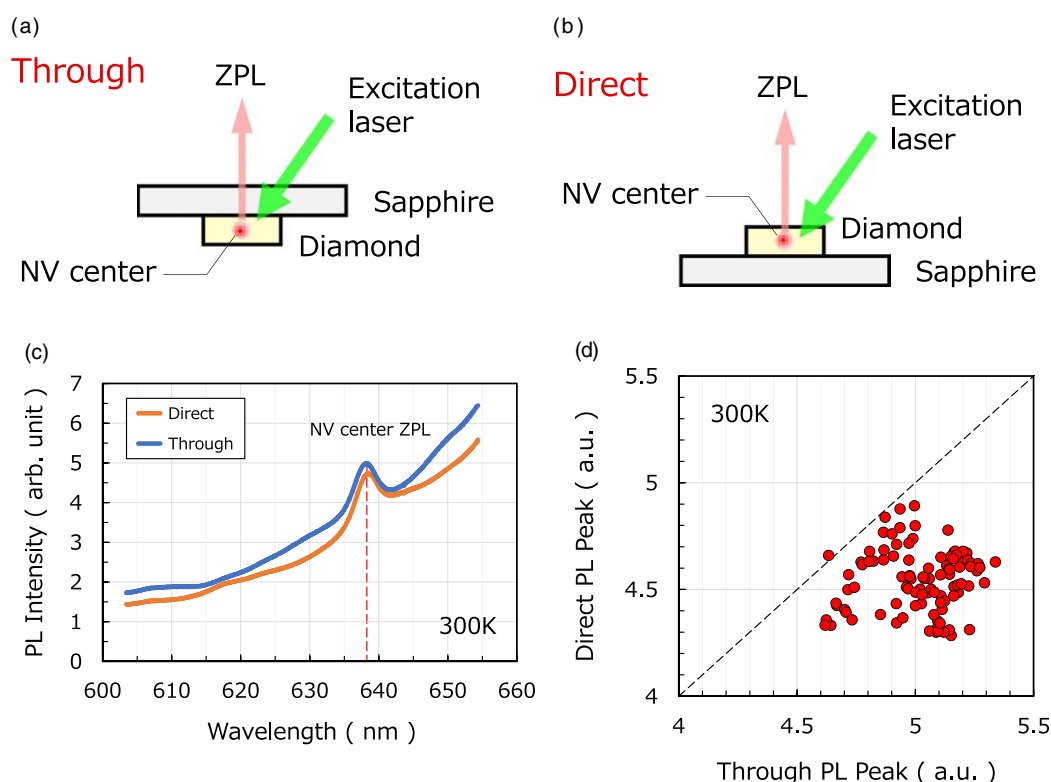 (a)
Through
ZPL
Excitation
laser
Sapphire
Diamond
NV center
(b)
Direct
ZPL
Excitation
laser
NV center
Diamond
Sapphire
(c)
PL Intensity ( arb. unit )
7
6
5
4
3
2
1
0
Direct
Through
NV center ZPL
300K
600 610 620 630 640 650 660
Wavelength ( nm )
(d)
Direct PL Peak ( a.u. )
5.5
5
4.5
4
300K
4 4.5 5 5.5
Through PL Peak ( a.u. )